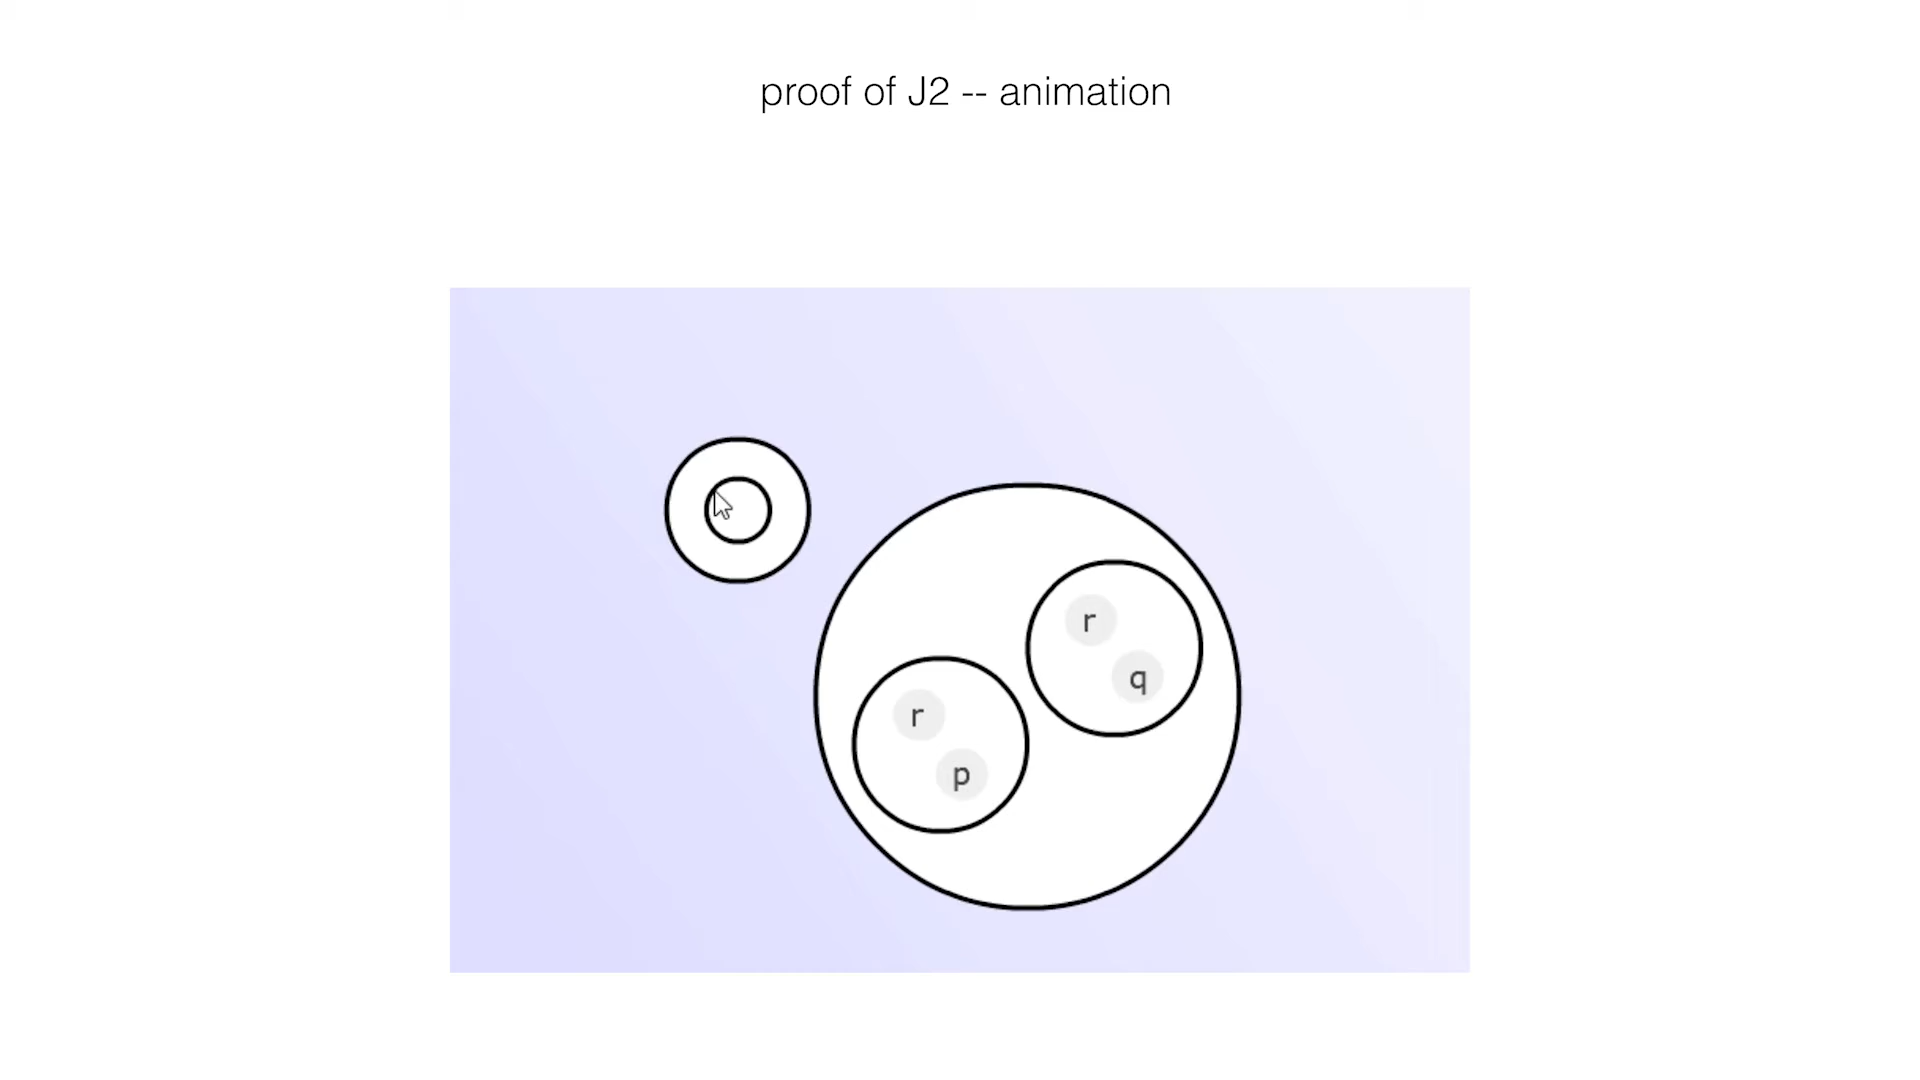 proof of J2 -- animation
r
q
r
p